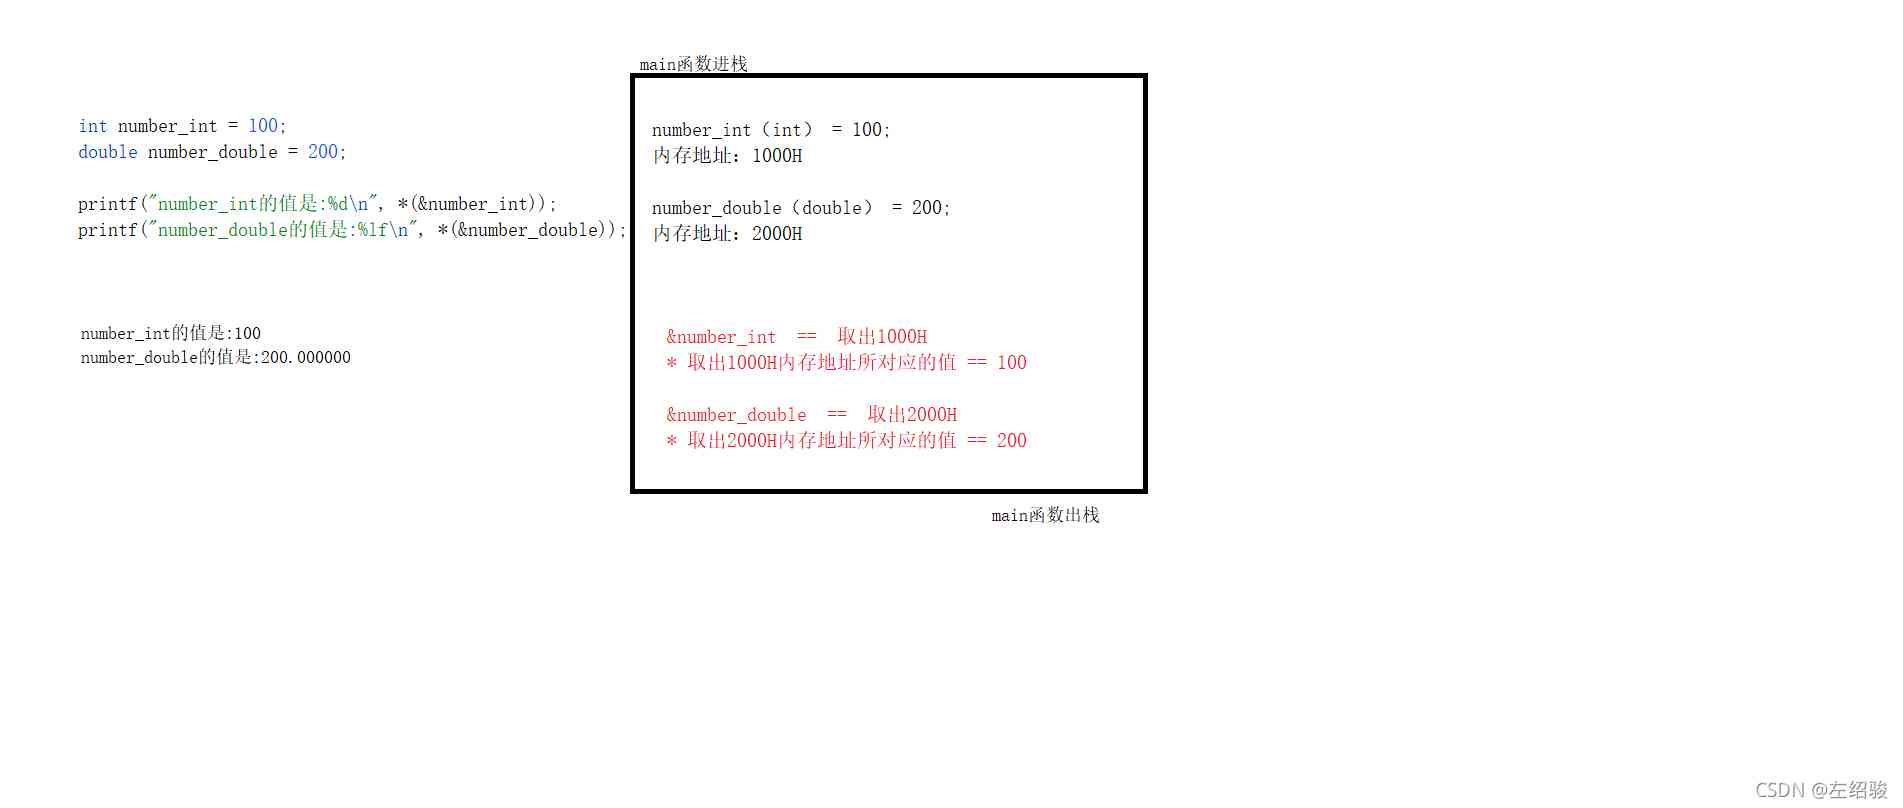 main函数进栈
int number_int = 100;
double number_double = 200;
printf("number_int的值是:%d\n", *(&number_int));
printf("number_double的值是:%lf\n", *(&number_double));
number_int的值是:100
number_double的值是:200.000000
number_int（int） = 100;
内存地址：1000H
number_double（double） = 200;
内存地址：2000H
&number_int == 取出1000H
* 取出1000H内存地址所对应的值 == 100
&number_double == 取出2000H
* 取出2000H内存地址所对应的值 == 200
main函数出栈
CSDN @左绍骏